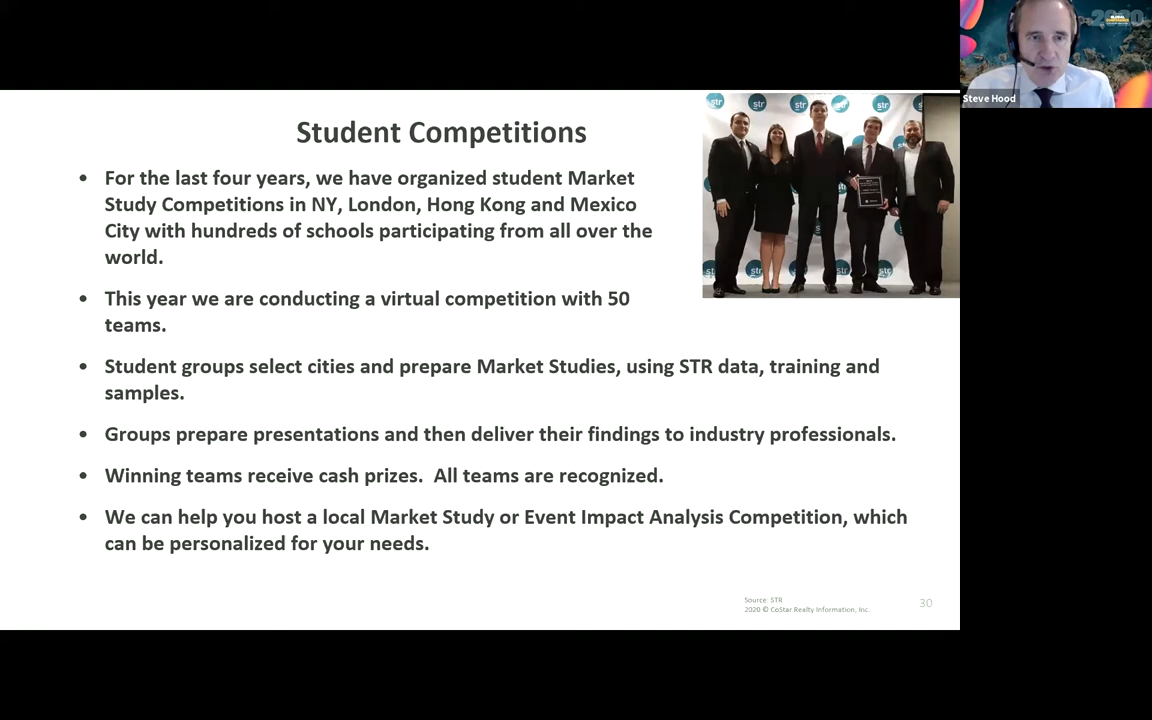 2020
Steve Hood
str str str str
Student Competitions
• For the last four years, we have organized student Market
Study Competitions in NY, London, Hong Kong and Mexico
City with hundreds of schools participating from all over the
world.
• This year we are conducting a virtual competition with 50
teams.
• Student groups select cities and prepare Market Studies, using STR data, training and
samples.
• Groups prepare presentations and then deliver their findings to industry professionals.
• Winning teams receive cash prizes.  All teams are recognized.
• We can help you host a local Market Study or Event Impact Analysis Competition, which
can be personalized for your needs.
Source: STR
2020 © CoStar Realty Information, Inc.
30